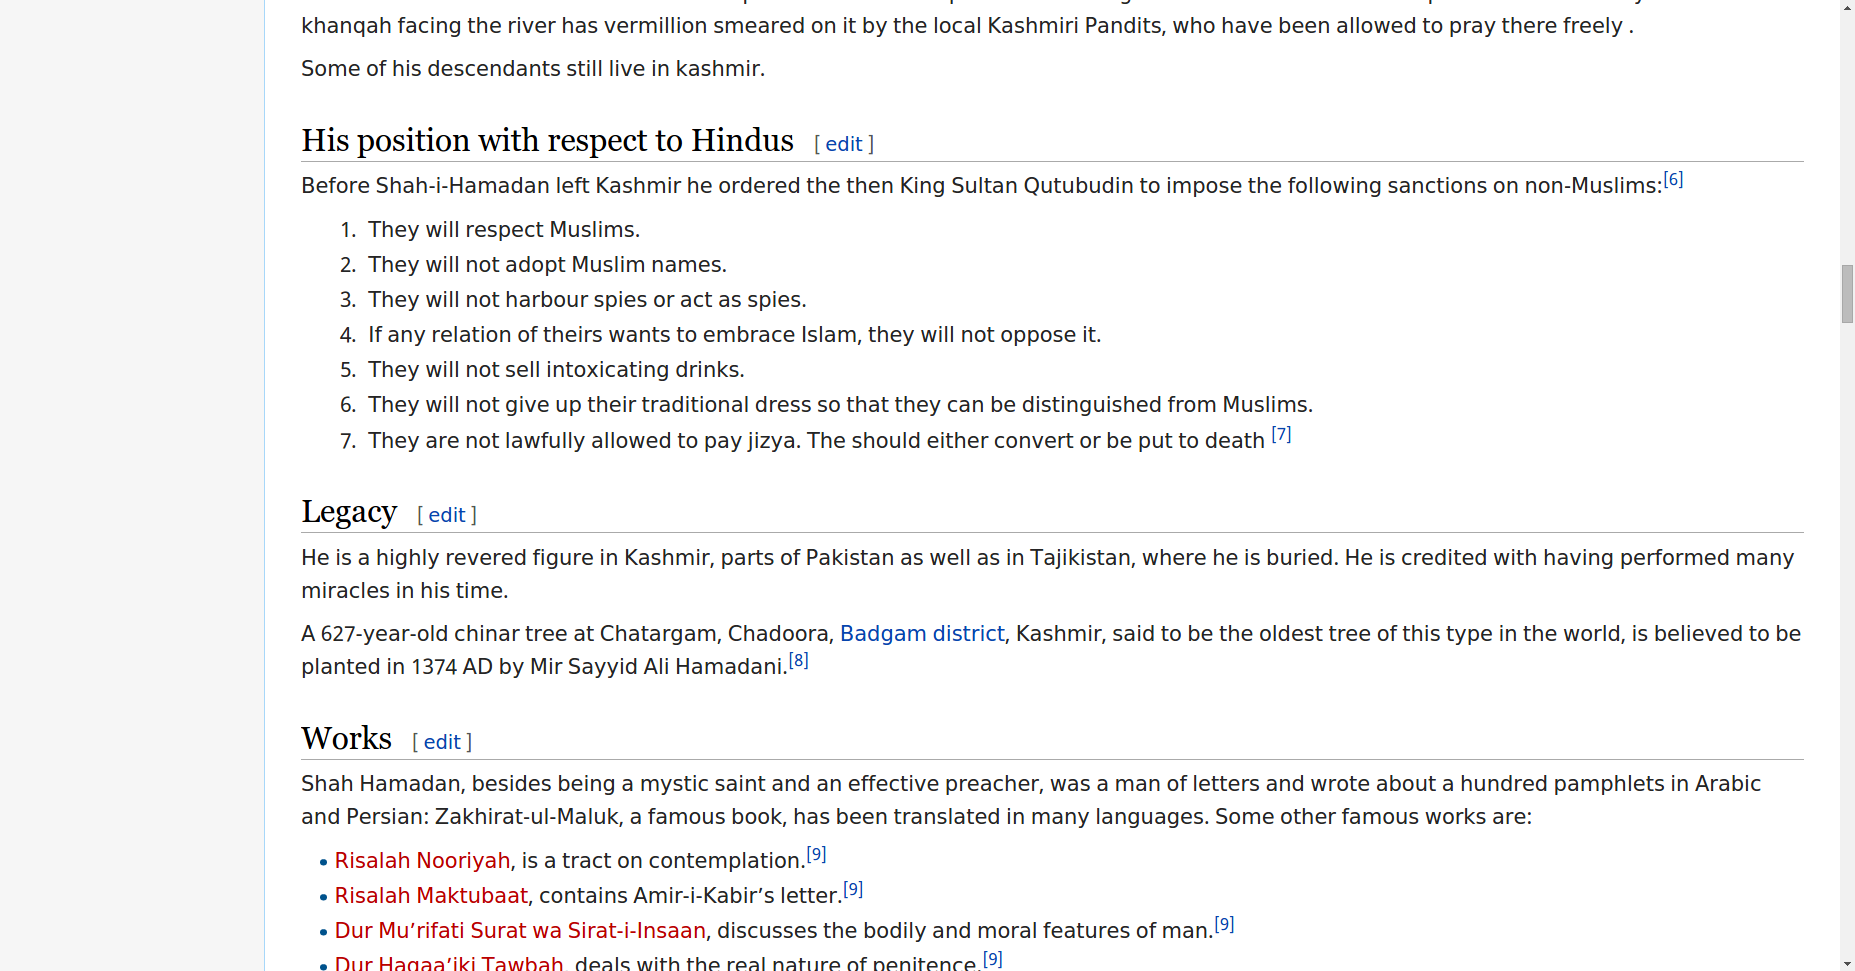 khanqah facing the river has vermillion smeared on it by the local Kashmiri Pandits, who have been allowed to pray there freely .
Some of his descendants still live in kashmir.
His position with respect to Hindus [ edit ]
Before Shah-i-Hamadan left Kashmir he ordered the then King Sultan Qutubudin to impose the following sanctions on non-Muslims:[6]
1. They will respect Muslims.
2. They will not adopt Muslim names.
3. They will not harbour spies or act as spies.
4. If any relation of theirs wants to embrace Islam, they will not oppose it.
5. They will not sell intoxicating drinks.
6. They will not give up their traditional dress so that they can be distinguished from Muslims.
7. They are not lawfully allowed to pay jizya. The should either convert or be put to death [7]
Legacy [ edit ]
He is a highly revered figure in Kashmir, parts of Pakistan as well as in Tajikistan, where he is buried. He is credited with having performed many
miracles in his time.
A 627-year-old chinar tree at Chatargam, Chadoora, Badgam district, Kashmir, said to be the oldest tree of this type in the world, is believed to be
planted in 1374 AD by Mir Sayyid Ali Hamadani.[8]
Works [ edit ]
Shah Hamadan, besides being a mystic saint and an effective preacher, was a man of letters and wrote about a hundred pamphlets in Arabic
and Persian: Zakhirat-ul-Maluk, a famous book, has been translated in many languages. Some other famous works are:
• Risalah Nooriyah, is a tract on contemplation.[9]
• Risalah Maktubaat, contains Amir-i-Kabir’s letter.[9]
• Dur Mu’rifati Surat wa Sirat-i-Insaan, discusses the bodily and moral features of man.[9]
• Dur Haqaa’iki Tawbah, deals with the real nature of penitence.[9]